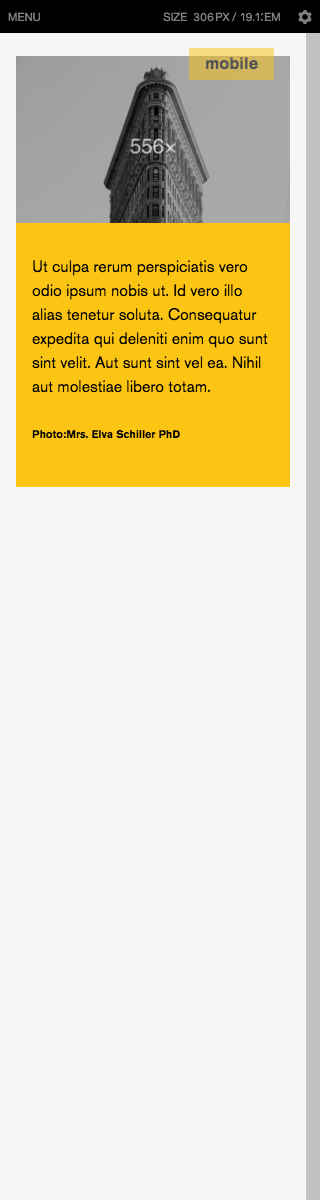 MENU
SIZE 306PX / 19.1
EM
mobile
556×
Ut culpa rerum perspiciatis vero
odio ipsum nobis ut. Id vero illo
alias tenetur soluta. Consequatur
expedita qui deleniti enim quo sunt
sint velit. Aut sunt sint vel ea. Nihil
aut molestiae libero totam.
Photo:Mrs. Elva Schiller PhD